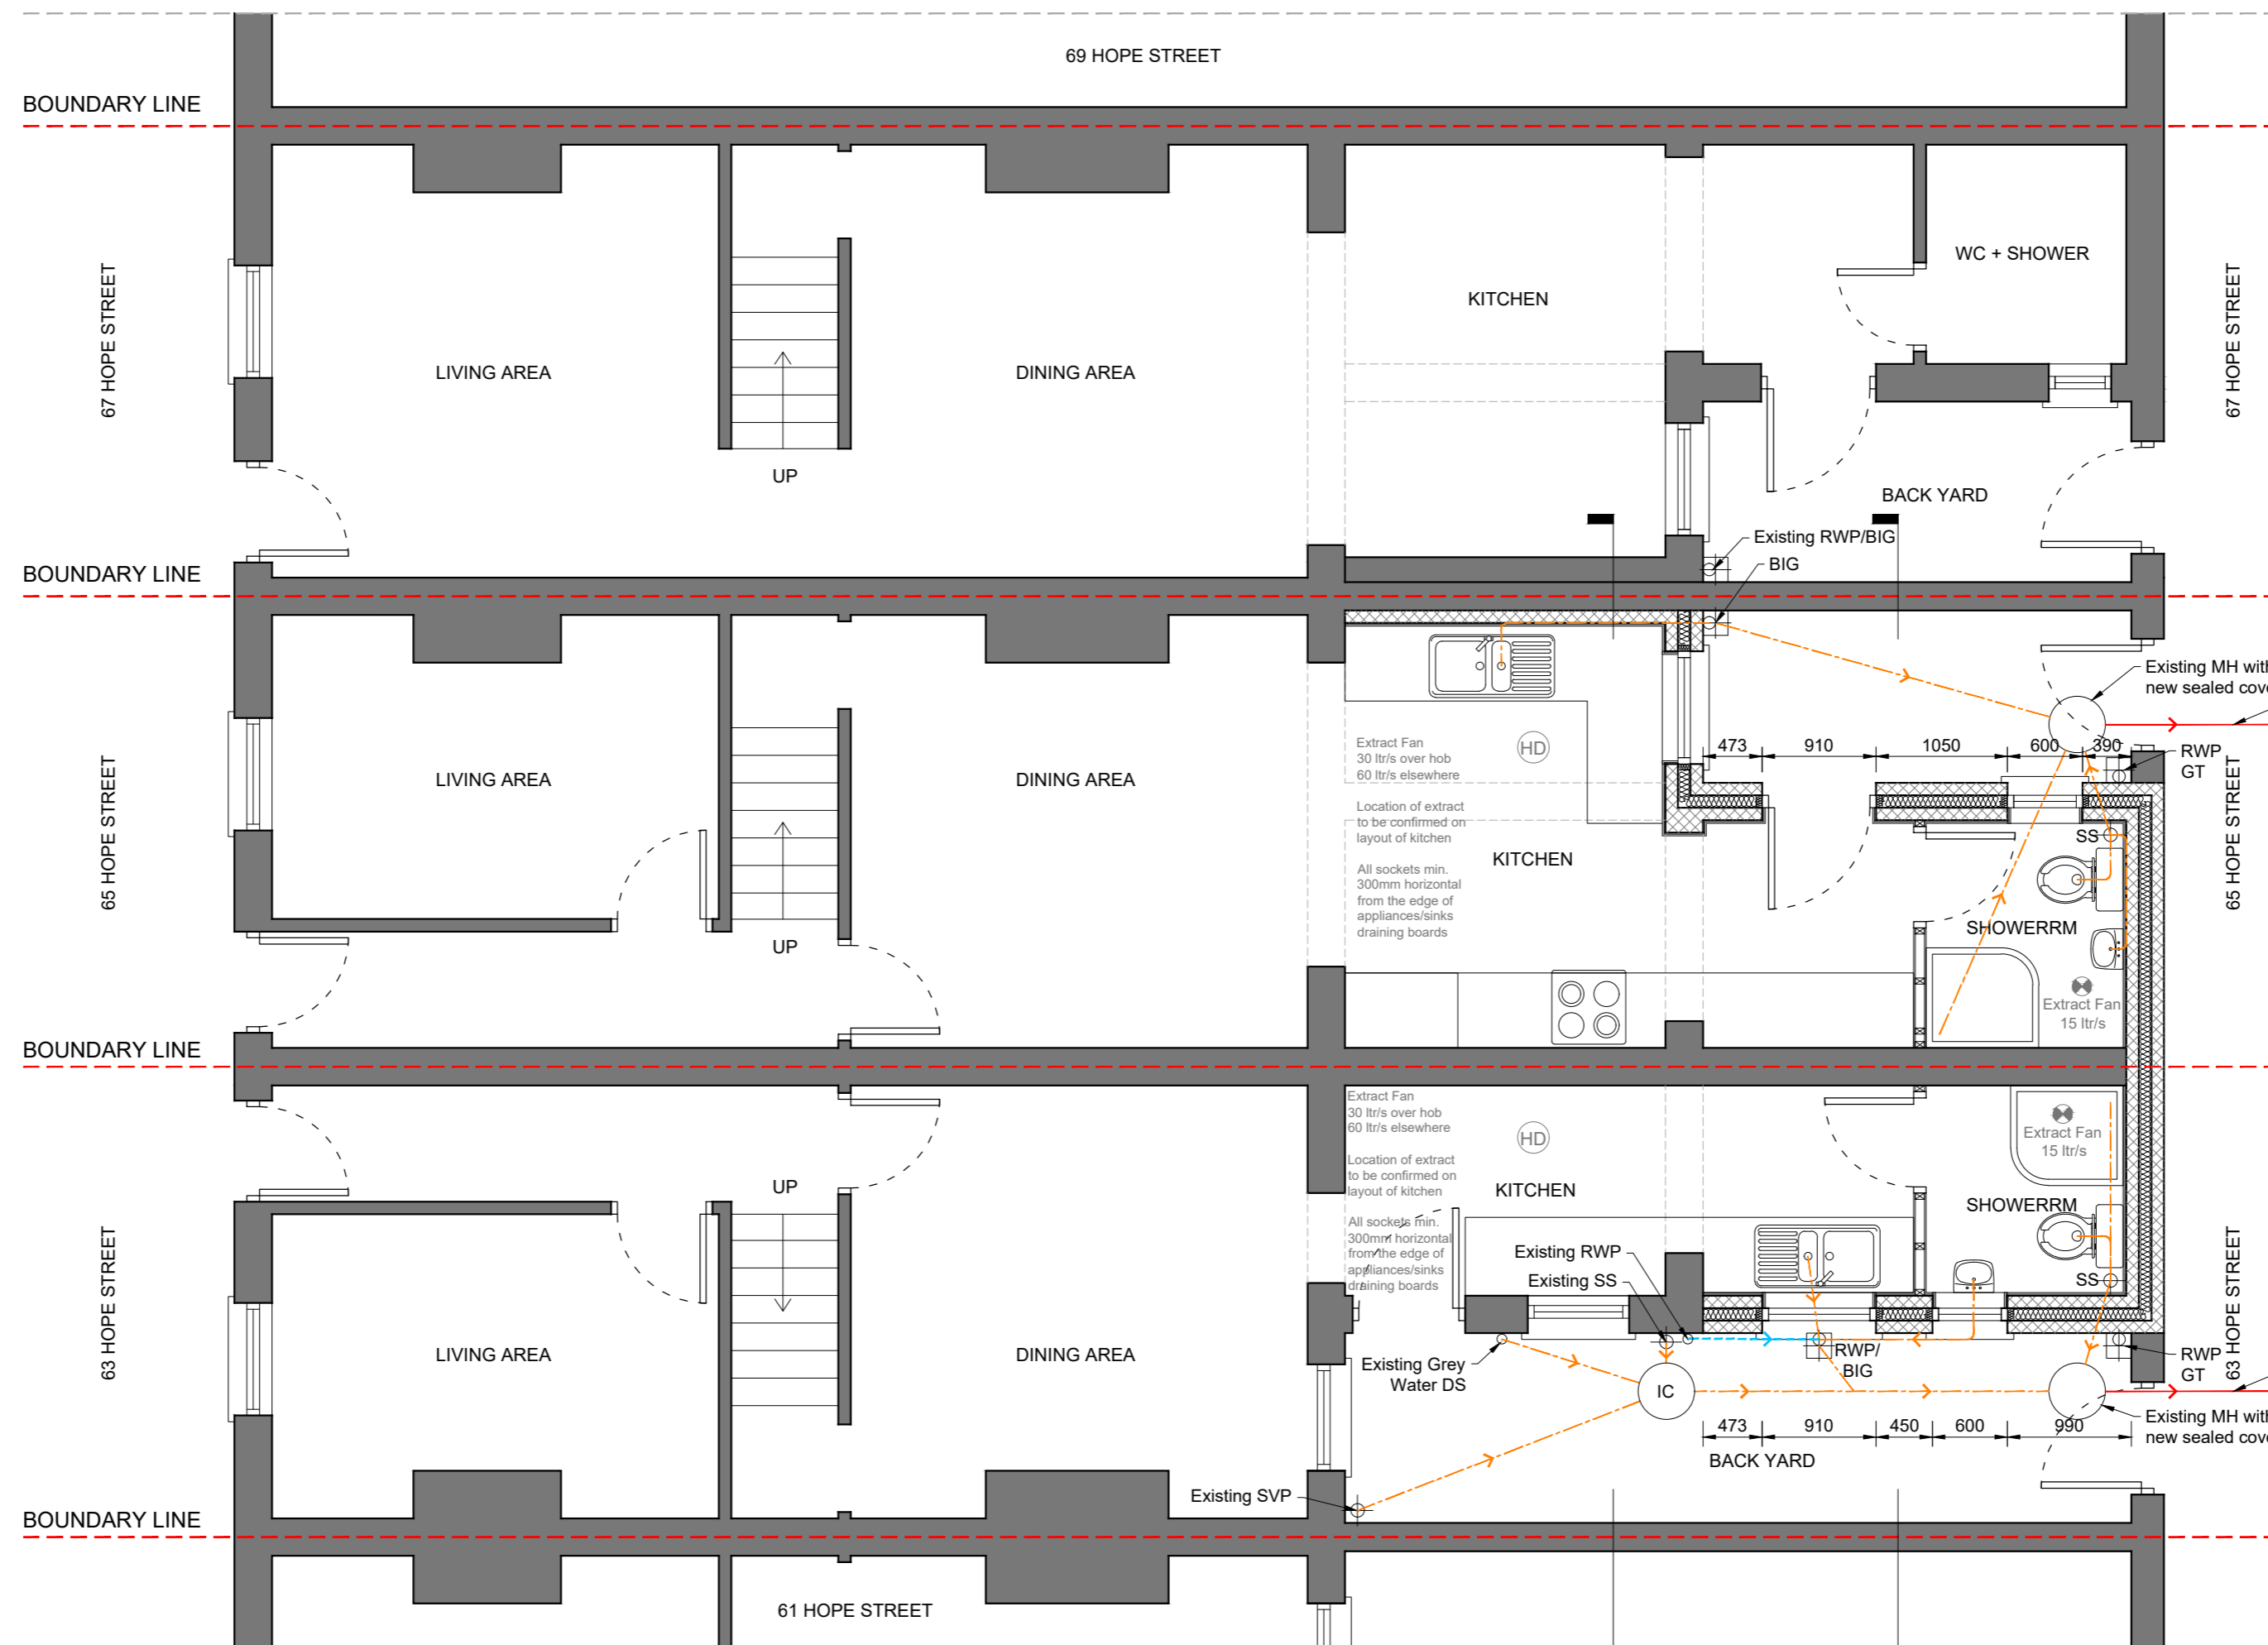 69 HOPE STREET
BOUNDARY LINE
67 HOPE STREET
LIVING AREA
UP
DINING AREA
KITCHEN
WC + SHOWER
67 HOPE STREET
BACK YARD
Existing RWP/BIG
BIG
BOUNDARY LINE
65 HOPE STREET
LIVING AREA
UP
DINING AREA
Extract Fan
30 ltr/s over hob
60 ltr/s elsewhere
Location of extract
to be confirmed on
layout of kitchen
All sockets min.
300mm horizontal
from the edge of
appliances/sinks
draining boards
HD
KITCHEN
473
910
1050
600
390
Existing MH with
new sealed cove
RWP
GT
SS
SHOWERRM
Extract Fan
15 ltr/s
65 HOPE STREET
BOUNDARY LINE
63 HOPE STREET
LIVING AREA
UP
DINING AREA
Extract Fan
30 ltr/s over hob
60 ltr/s elsewhere
Location of extract
to be confirmed on
layout of kitchen
All sockets min.
300mm horizontal
from the edge of
appliances/sinks
draining boards
HD
KITCHEN
Extract Fan
15 ltr/s
SHOWERRM
SS
Existing RWP
Existing SS
Existing Grey
Water DS
IC
RWP/
BIG
RWP
GT
63 HOPE STREET
Existing MH with
new sealed cove
473
910
450
600
990
BACK YARD
Existing SVP
BOUNDARY LINE
61 HOPE STREET